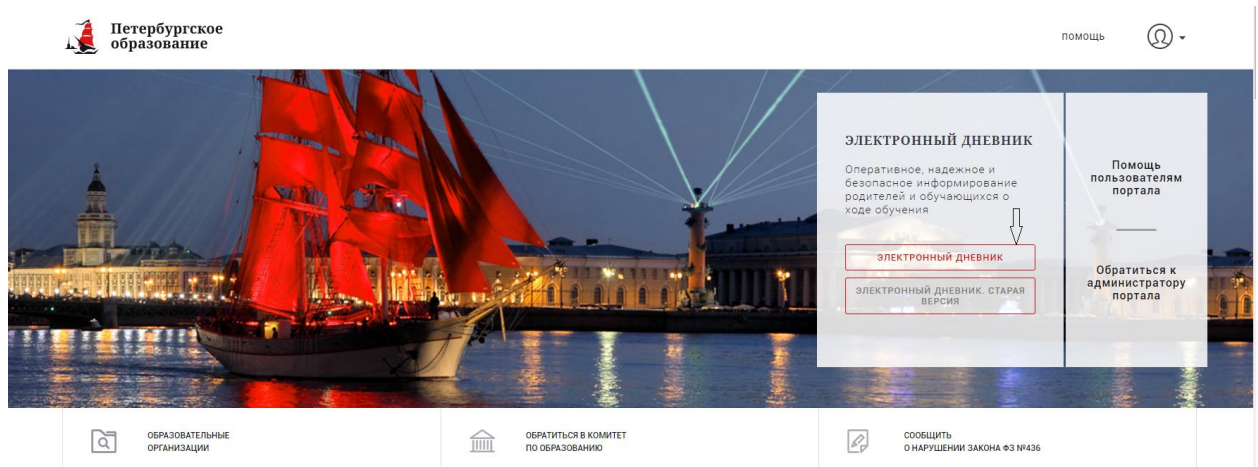 Петербургское
образование
помощь
ЭЛЕКТРОННЫЙ ДНЕВНИК
Оперативное, надежное и
безопасное информирование
родителей и обучающихся о
ходе обучения
ЭЛЕКТРОННЫЙ ДНЕВНИК
ЭЛЕКТРОННЫЙ ДНЕВНИК. СТАРАЯ
ВЕРСИЯ
Помощь
пользователям
портала
Обратиться к
администратору
портала
ОБРАЗОВАТЕЛЬНЫЕ
ОРГАНИЗАЦИИ
ОБРАТИТЬСЯ В КОМИТЕТ
ПО ОБРАЗОВАНИЮ
СООБЩИТЬ
О НАРУШЕНИИ ЗАКОНА ФЗ №436